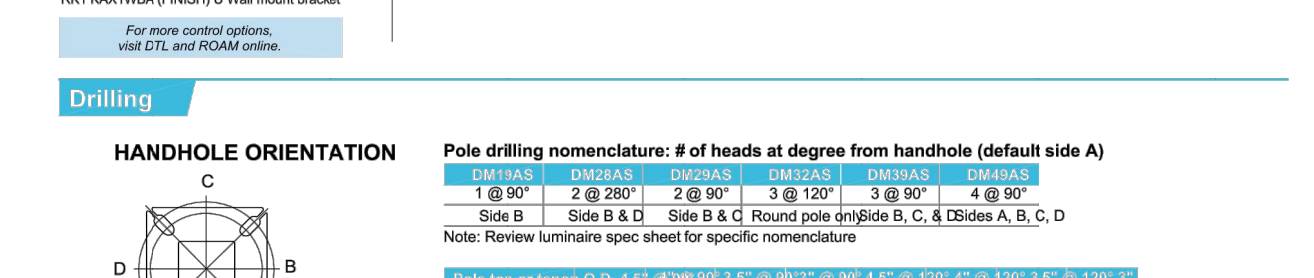 For more control options,
visit DTL and ROAM online.
Drilling
HANDHOLE ORIENTATION
C
D
B
Pole drilling nomenclature: # of heads at degree from handhole (default side A)
DM19AS DM28AS DM29AS DM32AS DM39AS DM49AS
1 @ 90° 2 @ 280° 2 @ 90° 3 @ 120° 3 @ 90° 4 @ 90°
Side B Side B & D Side B & C Round pole only Side B, C, & D Sides A, B, C, D
Note: Review luminaire spec sheet for specific nomenclature